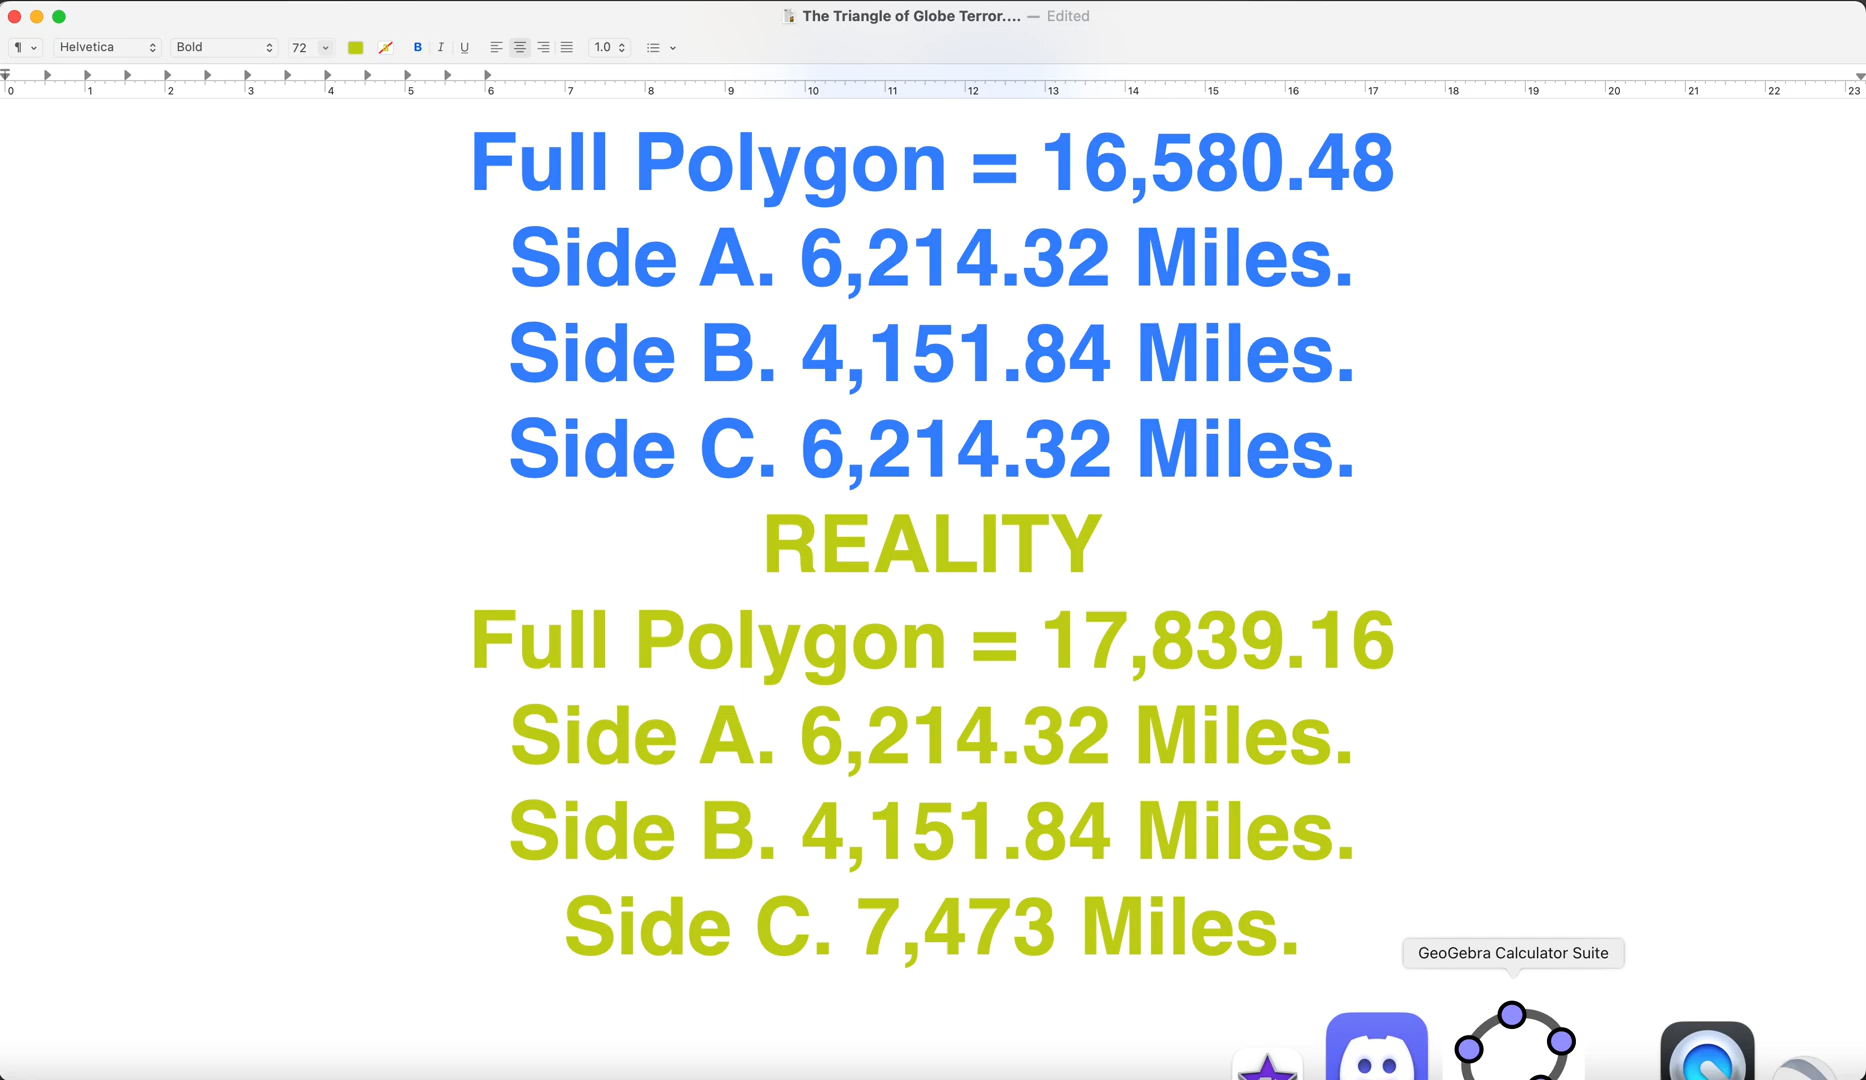 The Triangle of Globe Terror.... — Edited
¶ Helvetica Bold 72 B I U 1.0
0 1 2 3 4 5 6 7 8 9 10 11 12 13 14 15 16 17 18 19 20 21 22 23
Full Polygon = 16,580.48
Side A. 6,214.32 Miles.
Side B. 4,151.84 Miles.
Side C. 6,214.32 Miles.
REALITY
Full Polygon = 17,839.16
Side A. 6,214.32 Miles.
Side B. 4,151.84 Miles.
Side C. 7,473 Miles.
GeoGebra Calculator Suite